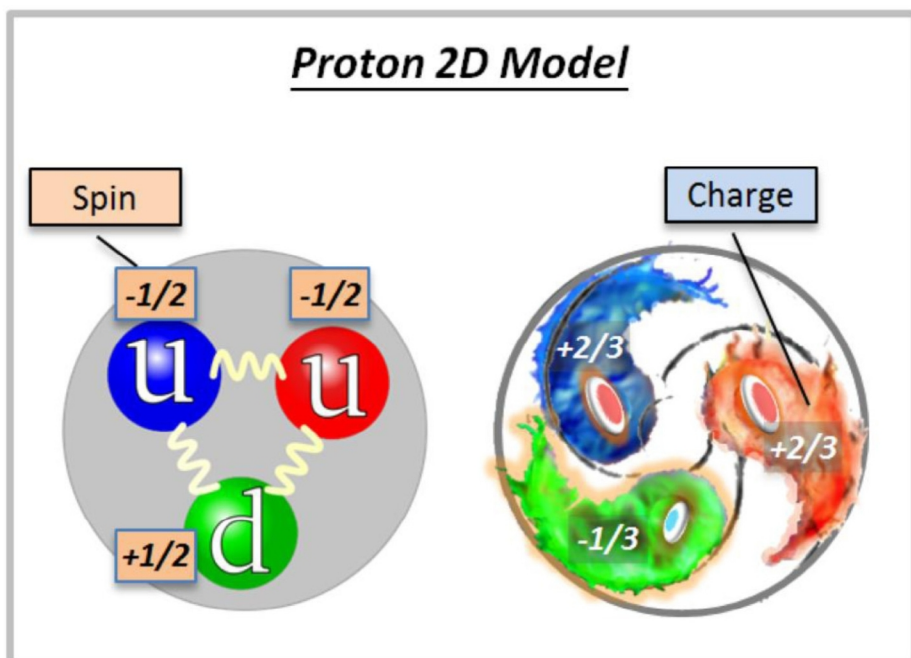 Proton 2D Model
Spin
Charge
-1/2
-1/2
u
u
d
+1/2
+2/3
+2/3
-1/3